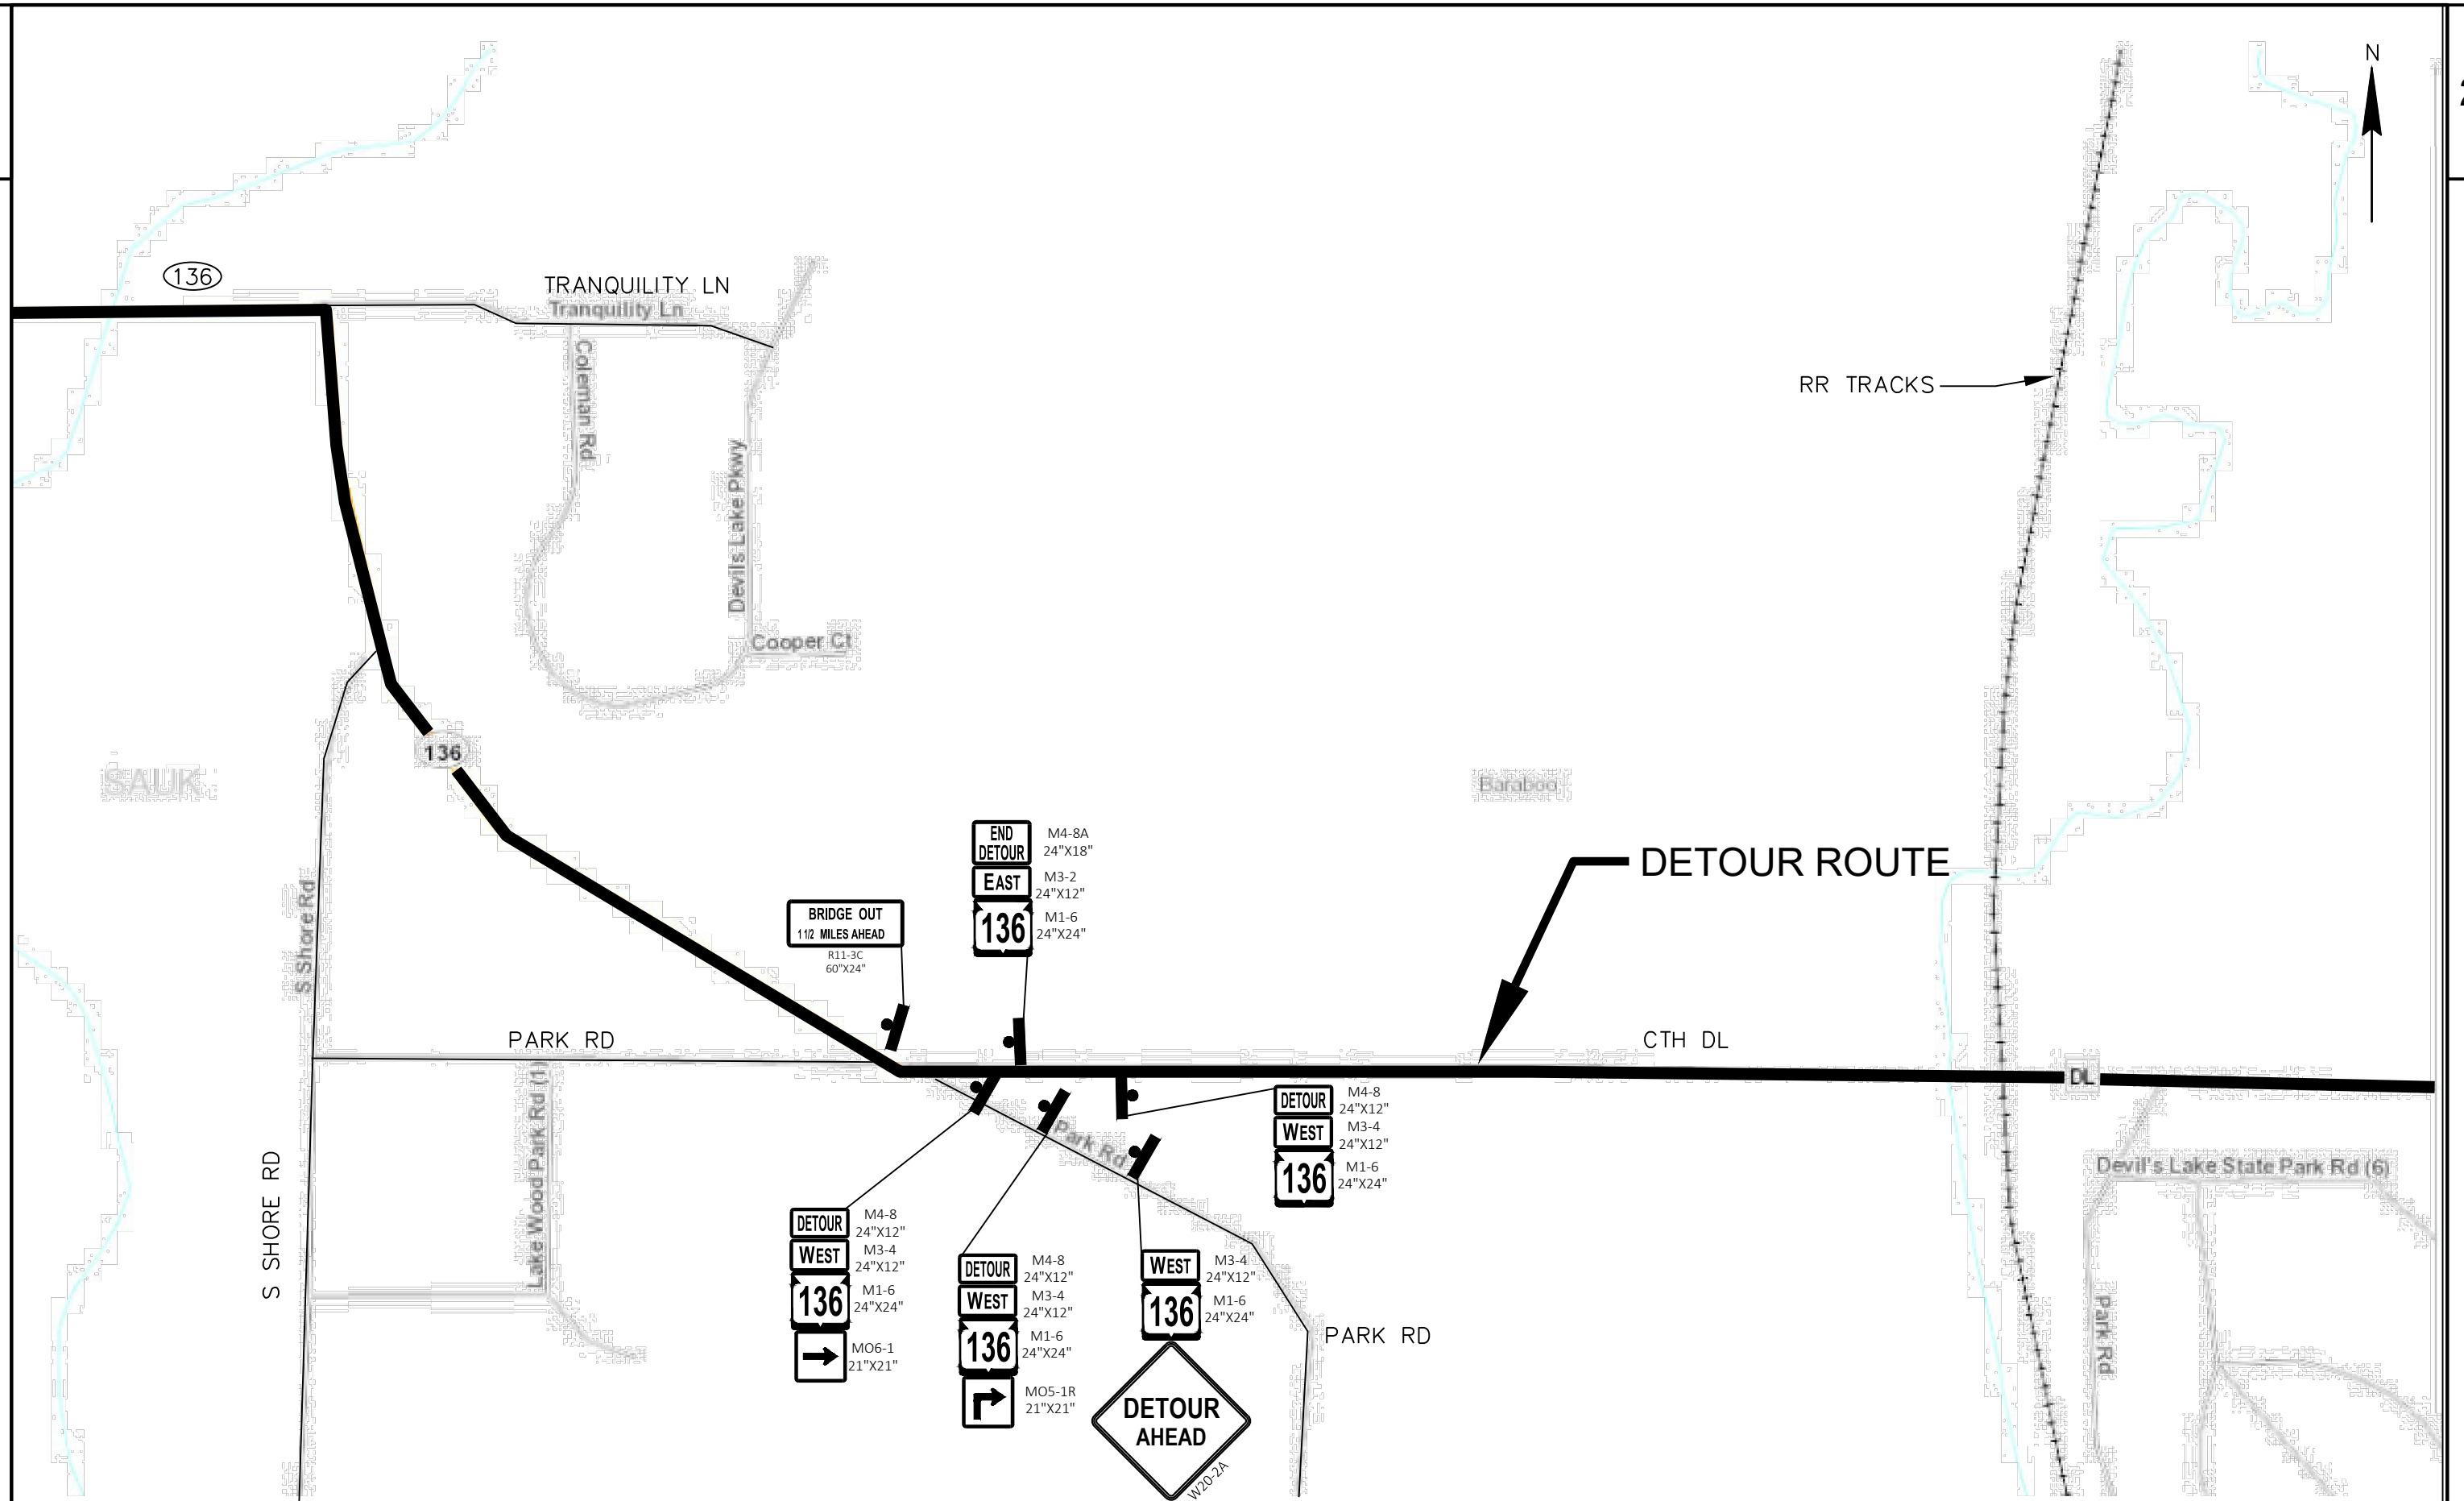 N
2
136
TRANQUILITY LN
Tranquility Ln
Coleman Rd
Devils Lake Pkwy
Cooper Ct
RR TRACKS
136
SAUK
Baraboo
S Shore Rd
END
DETOUR
M4-8A
24"X18"
EAST
M3-2
24"X12"
136
M1-6
24"X24"
BRIDGE OUT
1 1/2 MILES AHEAD
R11-3C
60"X24"
DETOUR ROUTE
PARK RD
CTH DL
DL
Lake Wood Park Rd (1)
S SHORE RD
Park Rd
DETOUR
M4-8
24"X12"
WEST
M3-4
24"X12"
136
M1-6
24"X24"
Devil's Lake State Park Rd (6)
Park Rd
DETOUR
M4-8
24"X12"
WEST
M3-4
24"X12"
136
M1-6
24"X24"
MO6-1
21"X21"
DETOUR
M4-8
24"X12"
WEST
M3-4
24"X12"
136
M1-6
24"X24"
MO5-1R
21"X21"
WEST
M3-4
24"X12"
136
M1-6
24"X24"
DETOUR
AHEAD
W20-2A
PARK RD